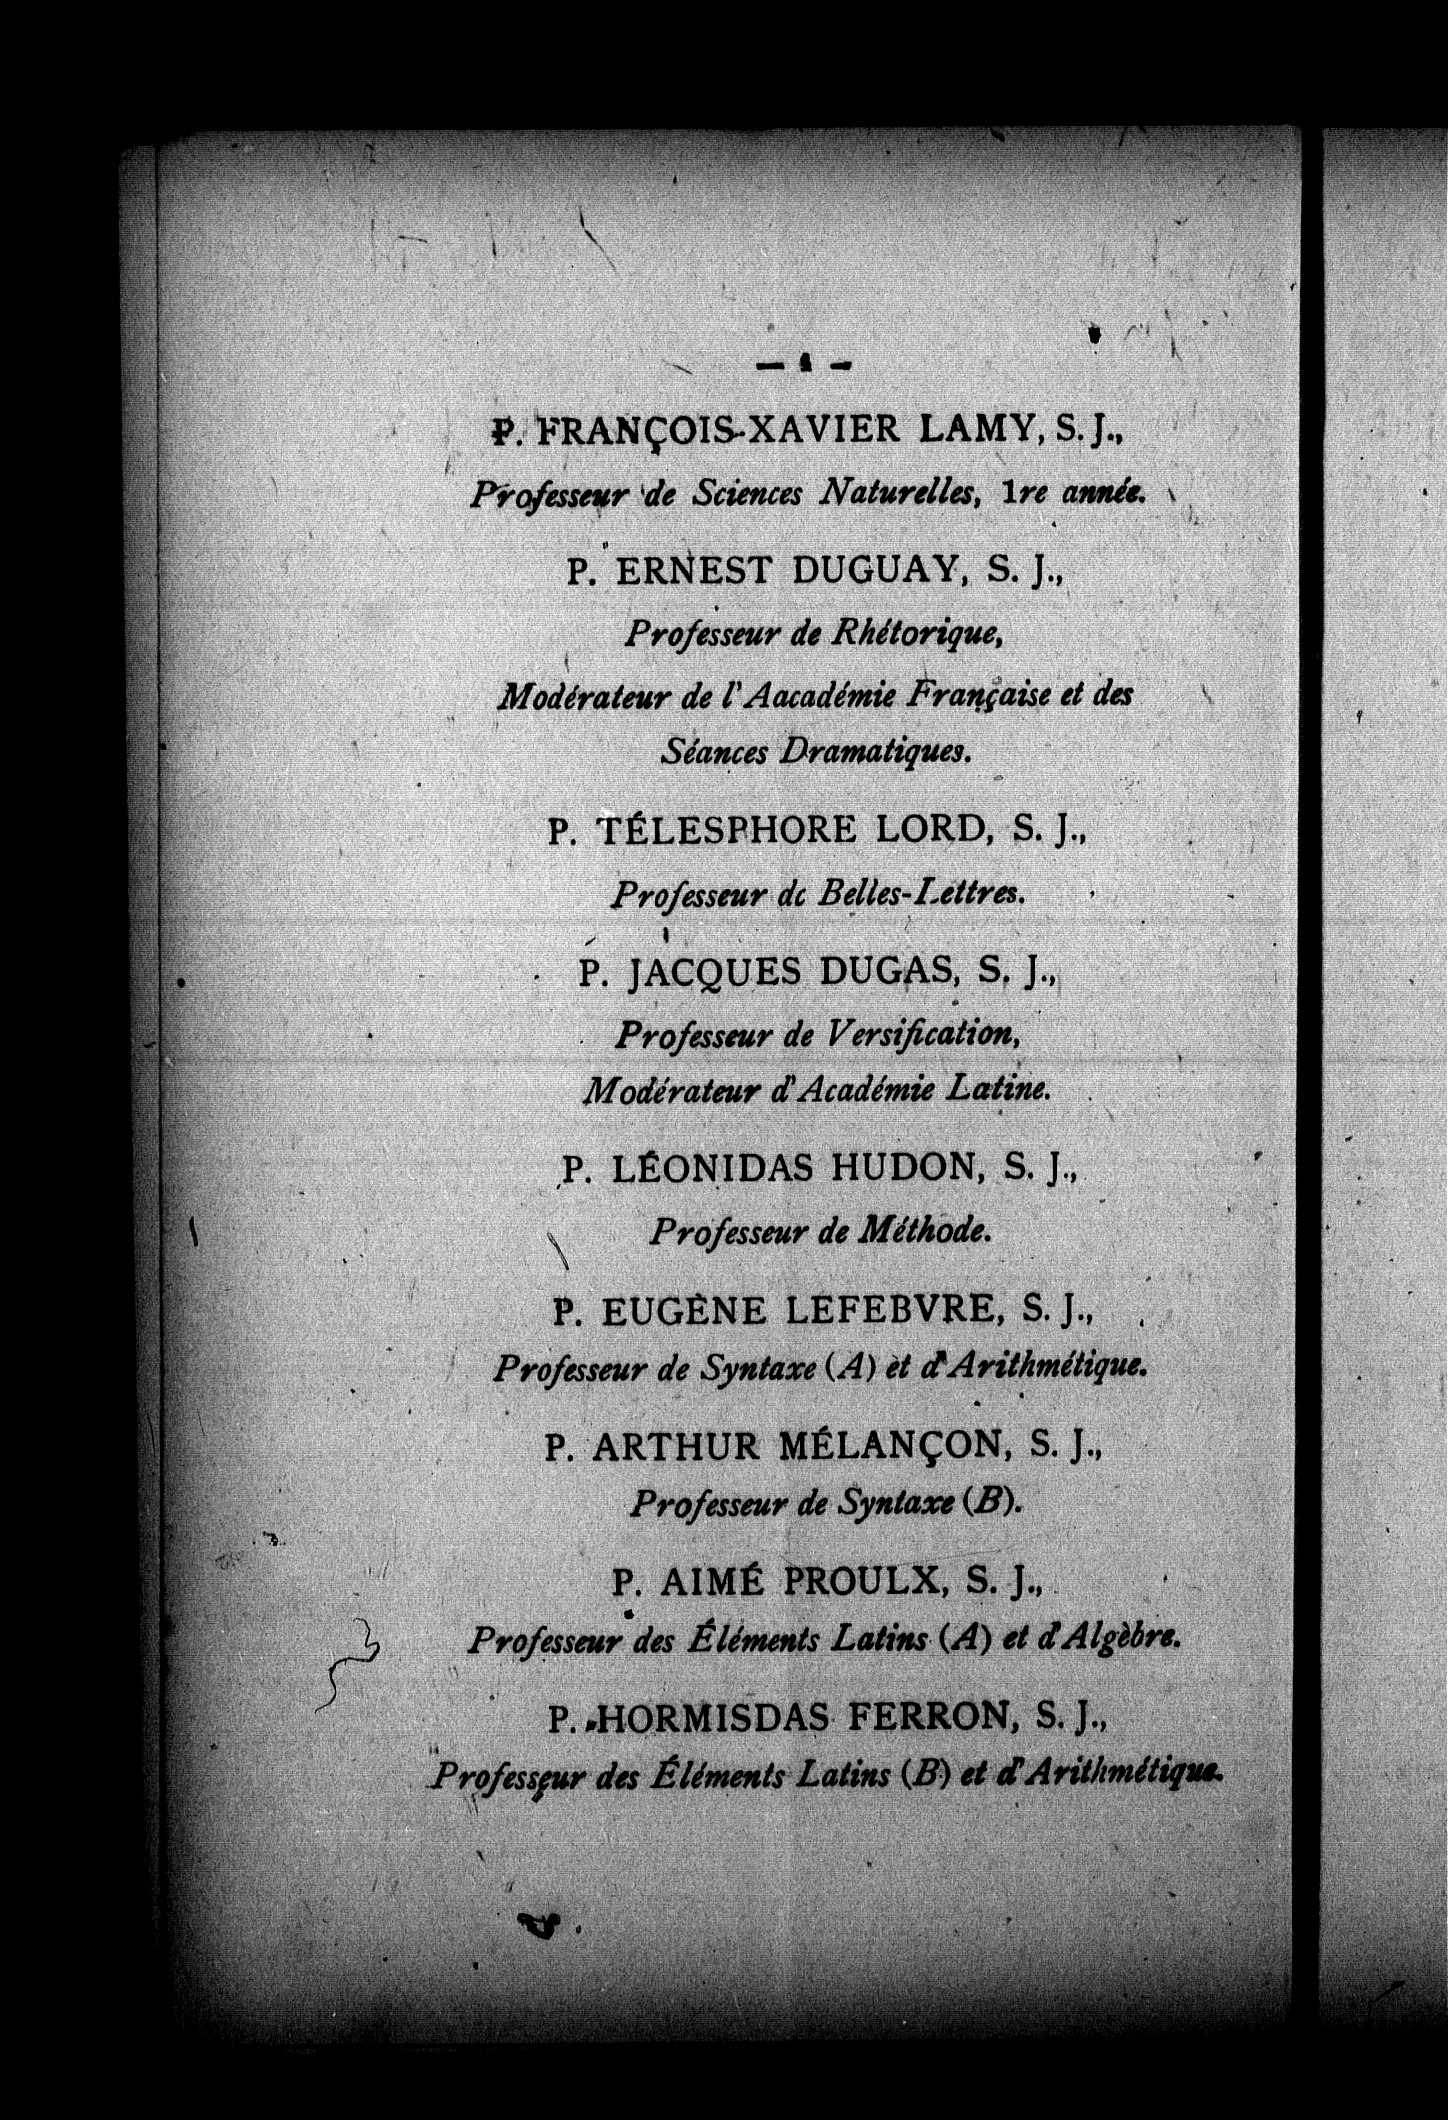 — 4 —
P. FRANÇOIS-XAVIER LAMY, S. J.,
Professeur de Sciences Naturelles, 1re année.
P. ERNEST DUGUAY, S. J.,
Professeur de Rhétorique,
Modérateur de l'Aacadémie Française et des
Séances Dramatiques.
P. TÉLESPHORE LORD, S. J.,
Professeur de Belles-Lettres.
P. JACQUES DUGAS, S. J.,
Professeur de Versification,
Modérateur d'Académie Latine.
P. LÉONIDAS HUDON, S. J.,
Professeur de Méthode.
P. EUGÈNE LEFEBVRE, S. J.,
Professeur de Syntaxe (A) et d'Arithmétique.
P. ARTHUR MÉLANÇON, S. J.,
Professeur de Syntaxe (B).
P. AIMÉ PROULX, S. J.,
Professeur des Éléments Latins (A) et d'Algèbre.
P. HORMISDAS FERRON, S. J.,
Professeur des Éléments Latins (B) et d'Arithmétique.